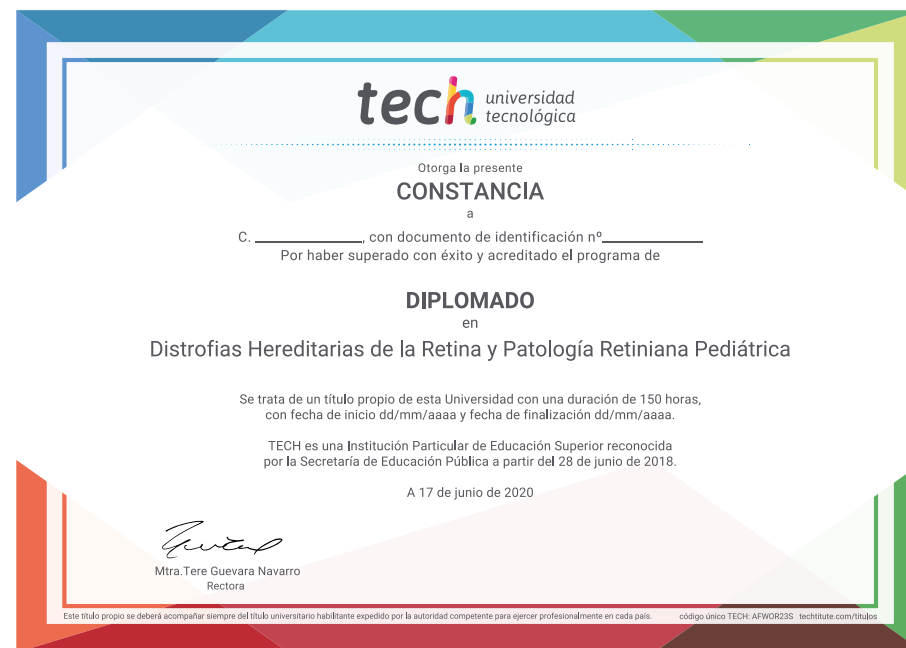 tech universidad
tecnológica
Otorga la presente
CONSTANCIA
a
C. ____________, con documento de identificación nº____________
Por haber superado con éxito y acreditado el programa de
DIPLOMADO
en
Distrofias Hereditarias de la Retina y Patología Retiniana Pediátrica
Se trata de un título propio de esta Universidad con una duración de 150 horas,
con fecha de inicio dd/mm/aaaa y fecha de finalización dd/mm/aaaa.
TECH es una Institución Particular de Educación Superior reconocida
por la Secretaría de Educación Pública a partir del 28 de junio de 2018.
A 17 de junio de 2020
Mtra.Tere Guevara Navarro
Rectora
Este título propio se deberá acompañar siempre del título universitario habilitante expedido por la autoridad competente para ejercer profesionalmente en cada país. código único TECH: AFWOR23S techtitute.com/titulos